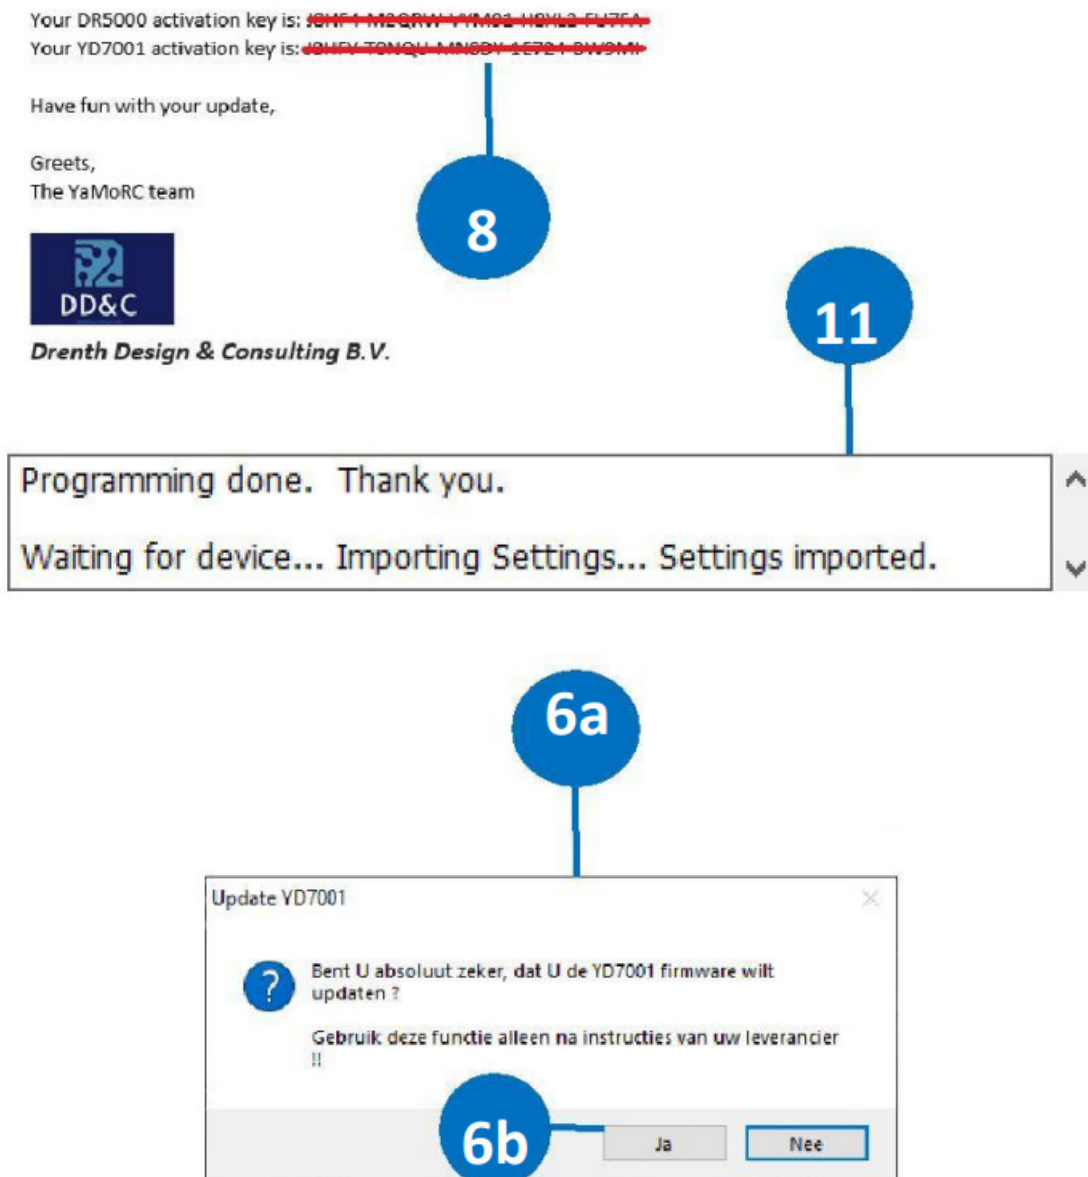 Your DR5000 activation key is:
Your YD7001 activation key is:
Have fun with your update,
8
Greets,
The YaMoRC team
DD&C
11
Drenth Design & Consulting B.V.
Programming done. Thank you.
Waiting for device... Importing Settings... Settings imported.
6a
Update YD7001
Bent U absoluut zeker, dat U de YD7001 firmware wilt
updaten ?
Gebruik deze functie alleen na instructies van uw leverancier
!!
6b
Ja
Nee